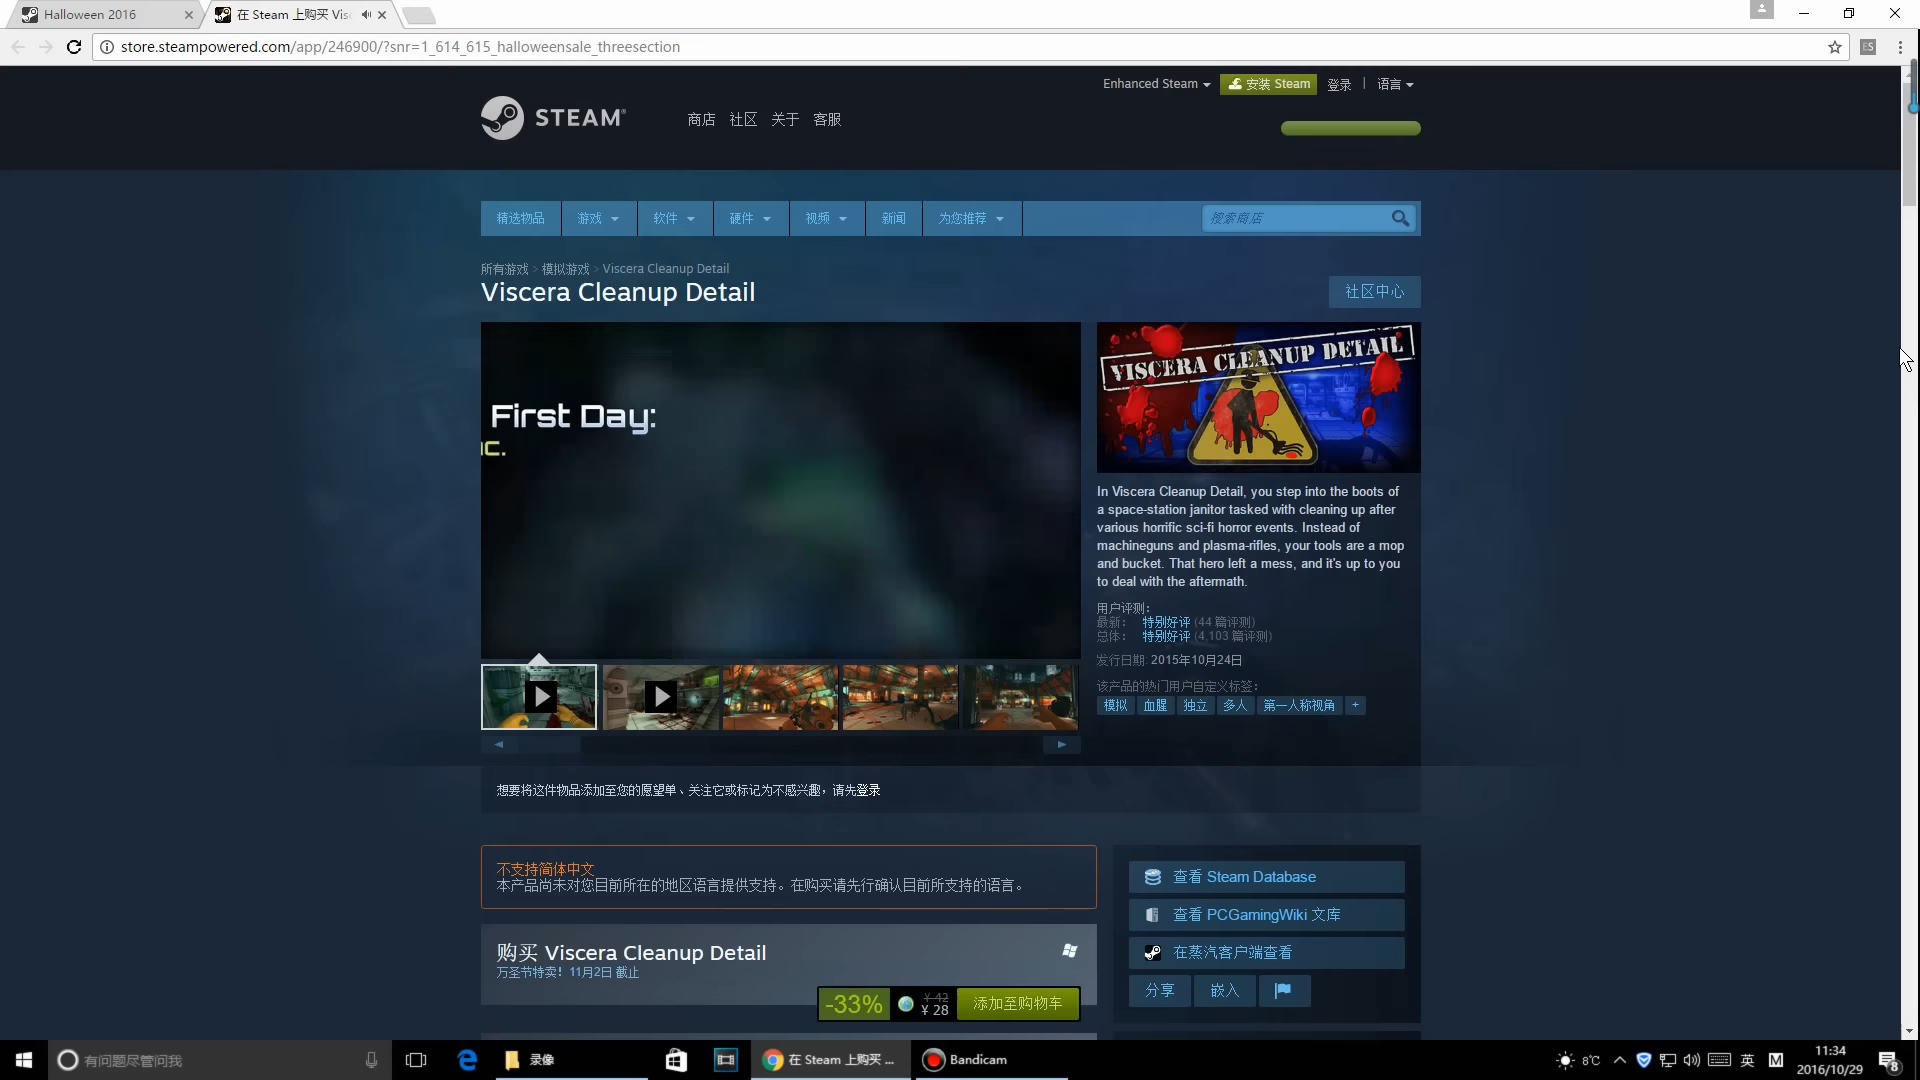 Halloween 2016
在 Steam 上购买 Visc
store.steampowered.com/app/246900/?snr=1_614_615_halloweensale_threesection
ES
Enhanced Steam
安装 Steam
登录
语言
STEAM
商店 社区 关于 客服
精选物品 游戏 软件 硬件 视频 新闻 为您推荐
搜索商店
所有游戏 > 模拟游戏 > Viscera Cleanup Detail
Viscera Cleanup Detail
社区中心
First Day:
nc.
VISCERA CLEANUP DETAIL
In Viscera Cleanup Detail, you step into the boots of
a space-station janitor tasked with cleaning up after
various horrific sci-fi horror events. Instead of
machineguns and plasma-rifles, your tools are a mop
and bucket. That hero left a mess, and it's up to you
to deal with the aftermath.
用户评测:
最新: 特别好评 (44 篇评测)
总体: 特别好评 (4,103 篇评测)
发行日期: 2015年10月24日
该产品的热门用户自定义标签:
模拟 血腥 独立 多人 第一人称视角 +
想要将这件物品添加至您的愿望单、关注它或标记为不感兴趣，请先登录
不支持简体中文
本产品尚未对您目前所在的地区语言提供支持。在购买请先行确认目前所支持的语言。
查看 Steam Database
查看 PCGamingWiki 文库
在蒸汽客户端查看
分享 嵌入
购买 Viscera Cleanup Detail
万圣节特卖！11月2日 截止
-33%
¥ 42
¥ 28
添加至购物车
有问题尽管问我
录像
在 Steam 上购买 ...
Bandicam
8℃
英
M
11:34
2016/10/29
8